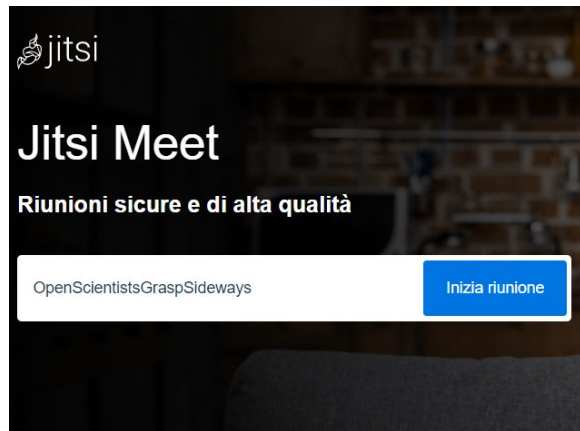 jitsi
Jitsi Meet
Riunioni sicure e di alta qualità
OpenScientistsGraspSideways
Inizia riunione